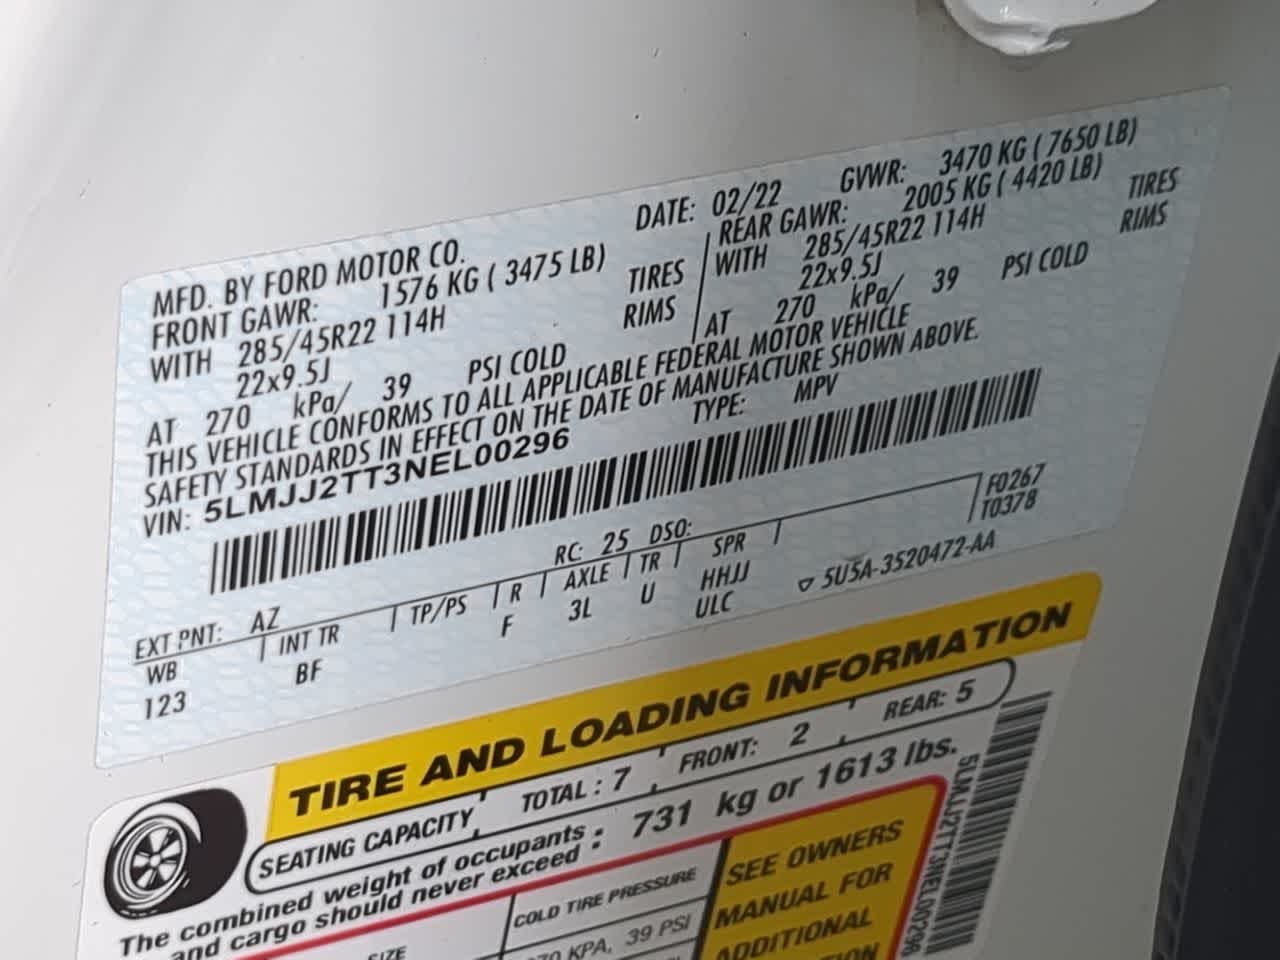 MFD. BY FORD MOTOR CO.
DATE: 02/22 GVWR: 3470 KG ( 7650 LB)
FRONT GAWR: 1576 KG ( 3475 LB)
WITH 285/45R22 114H TIRES
22x9.5J RIMS
AT 270 kPa/ 39 PSI COLD
REAR GAWR: 2005 KG ( 4420 LB)
WITH 285/45R22 114H TIRES
22x9.5J RIMS
AT 270 kPa/ 39 PSI COLD
THIS VEHICLE CONFORMS TO ALL APPLICABLE FEDERAL MOTOR VEHICLE
SAFETY STANDARDS IN EFFECT ON THE DATE OF MANUFACTURE SHOWN ABOVE.
VIN: 5LMJJ2TT3NEL00296 TYPE: MPV
F0267
T0378
EXT PNT: AZ RC: 25 DSO:
WB INT TR TP/PS R AXLE TR SPR
123 BF F 3L U HHJJ
ULC
▽ 5U5A-3520472-AA
TIRE AND LOADING INFORMATION
SEATING CAPACITY TOTAL : 7 FRONT: 2 REAR: 5
The combined weight of occupants
and cargo should never exceed : 731 kg or 1613 lbs.
SIZE COLD TIRE PRESSURE
KPA, 39 PSI
SEE OWNERS
MANUAL FOR
ADDITIONAL
5LMJJ2TT3NEL00296